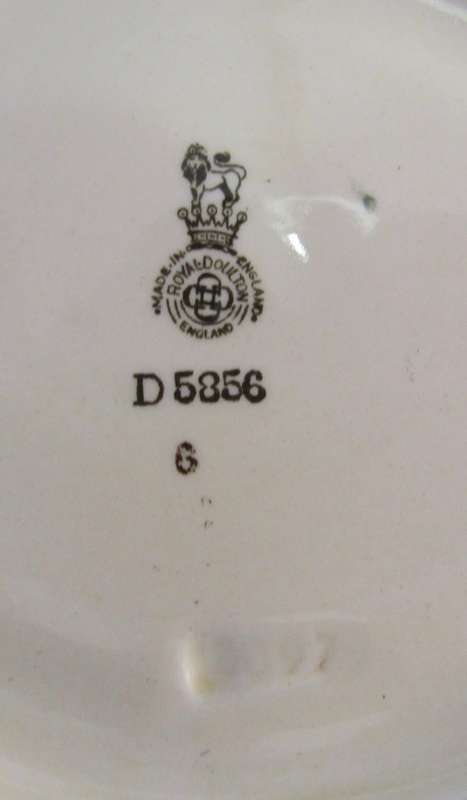 MADE-IN ENGLAND
ROYAL-DOULTON
ENGLAND
D 5856
6